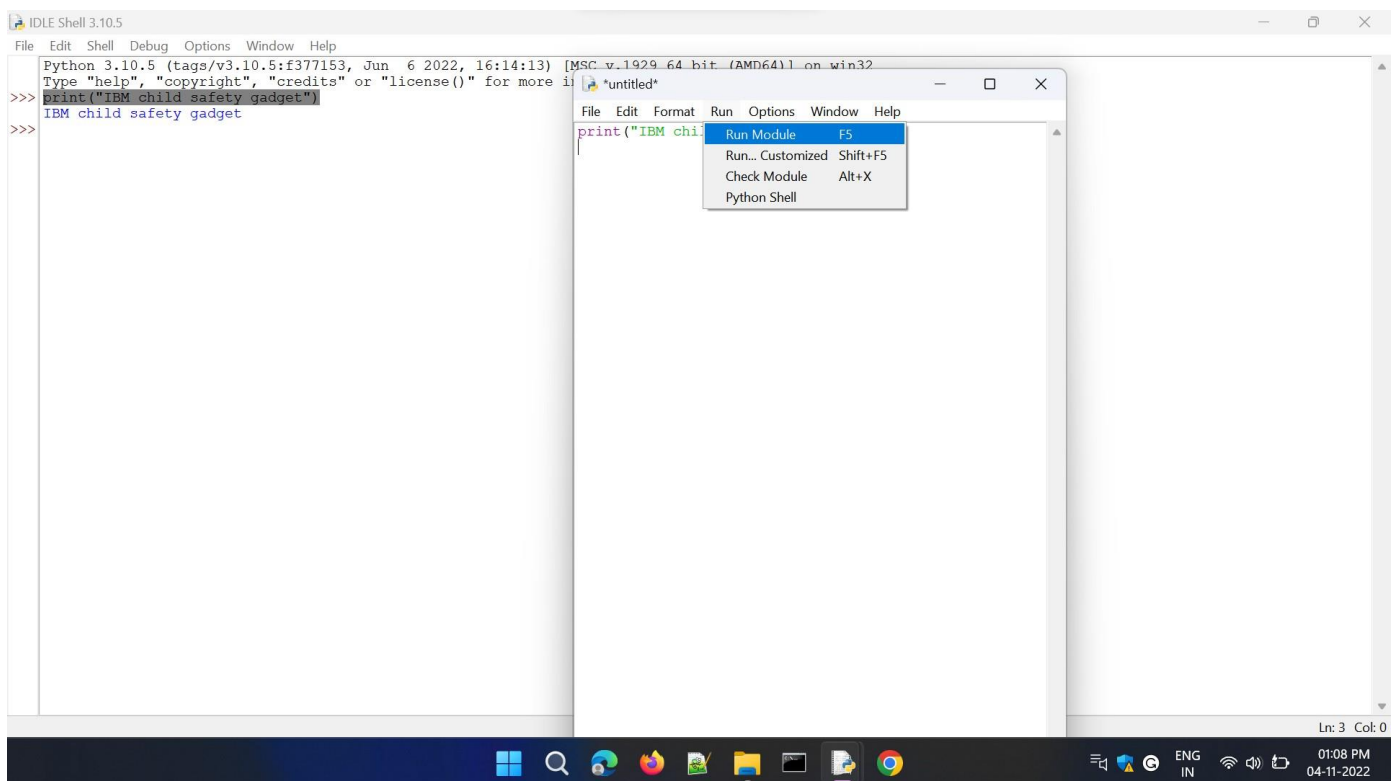 IDLE Shell 3.10.5
File Edit Shell Debug Options Window Help
Python 3.10.5 (tags/v3.10.5:f377153, Jun  6 2022, 16:14:13) [MSC v.1929 64 bit (AMD64)] on win32
Type "help", "copyright", "credits" or "license()" for more
>>> print("IBM child safety gadget")
IBM child safety gadget
>>>
*untitled*
File Edit Format Run Options Window Help
print("IBM
Run Module F5
Run... Customized Shift+F5
Check Module Alt+X
Python Shell
Ln: 3 Col: 0
ENG
IN
01:08 PM
04-11-2022